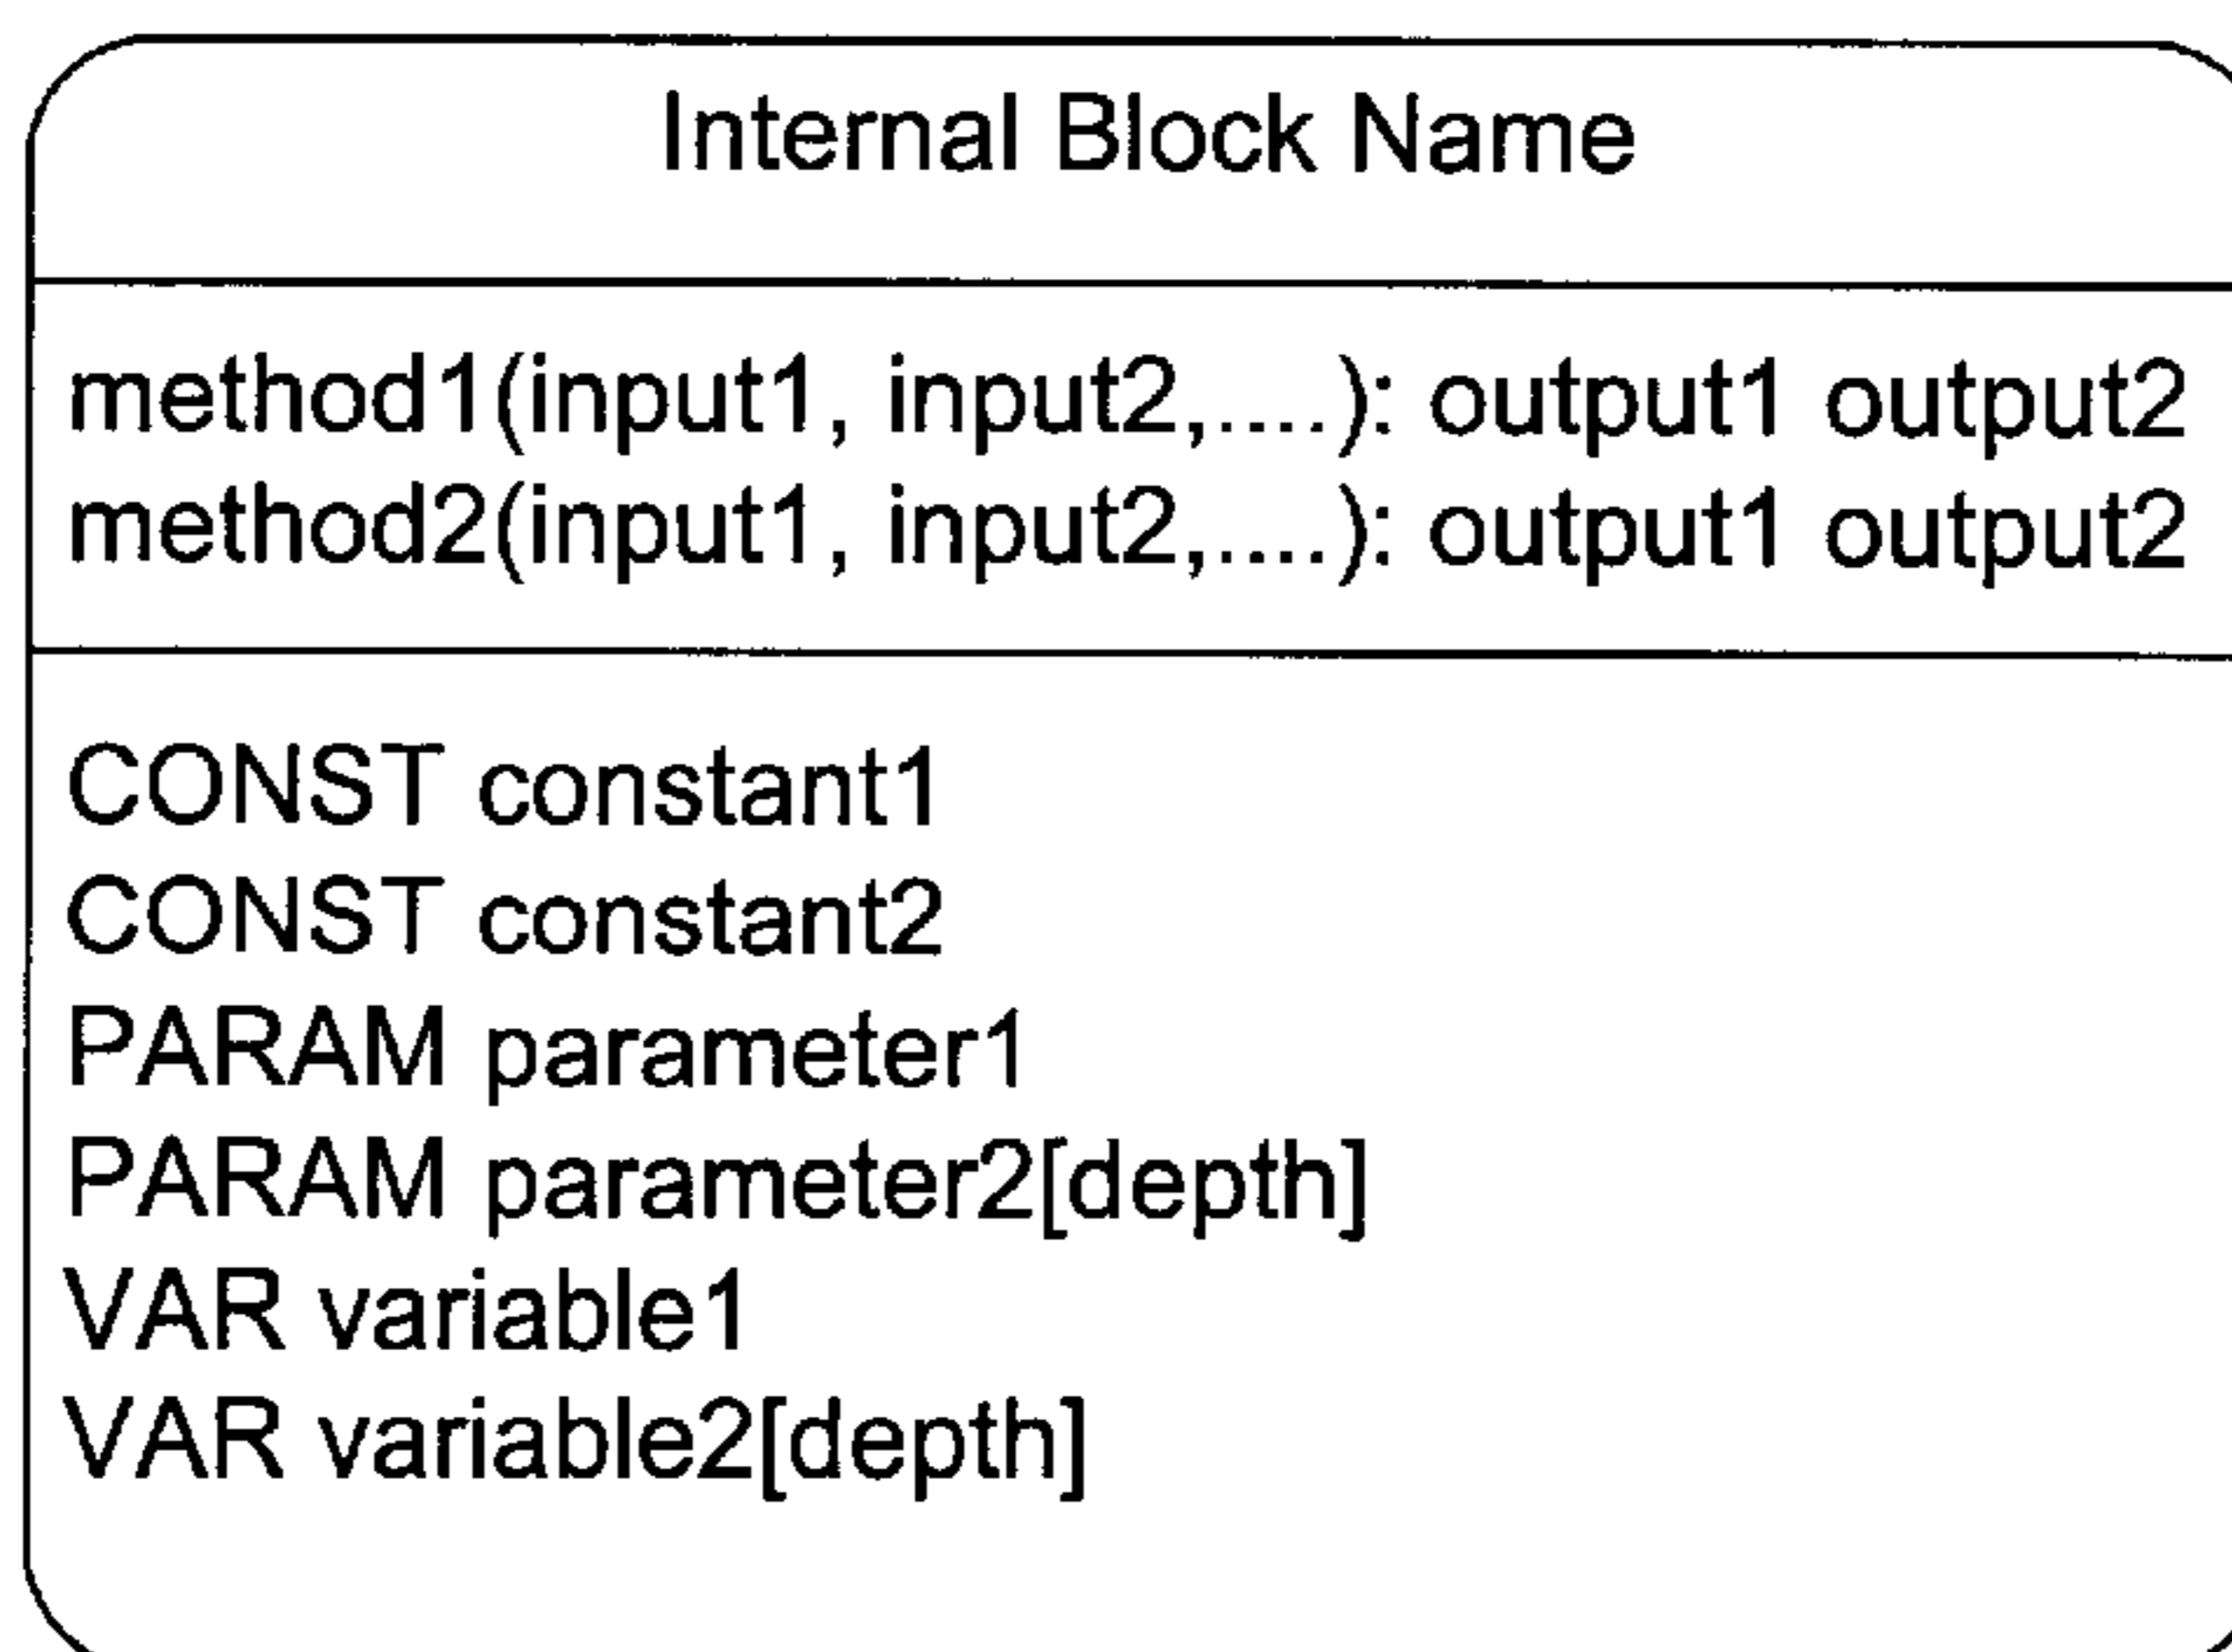 Internal Block Name
method1(input1, input2,....): output1 output2
method2(input1, input2,....): output1 output2
CONST constant1
CONST constant2
PARAM parameter1
PARAM parameter2[depth]
VAR variable1
VAR variable2[depth]